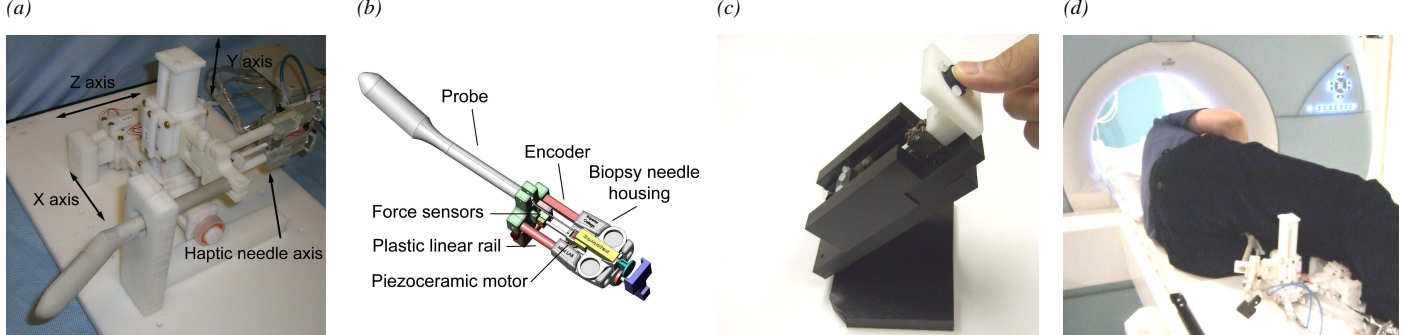 (a)
(b)
(c)
(d)
Y axis
Z axis
X axis
Haptic needle axis
Probe
Encoder
Biopsy needle
housing
Force sensors
Plastic linear rail
Piezoceramic motor